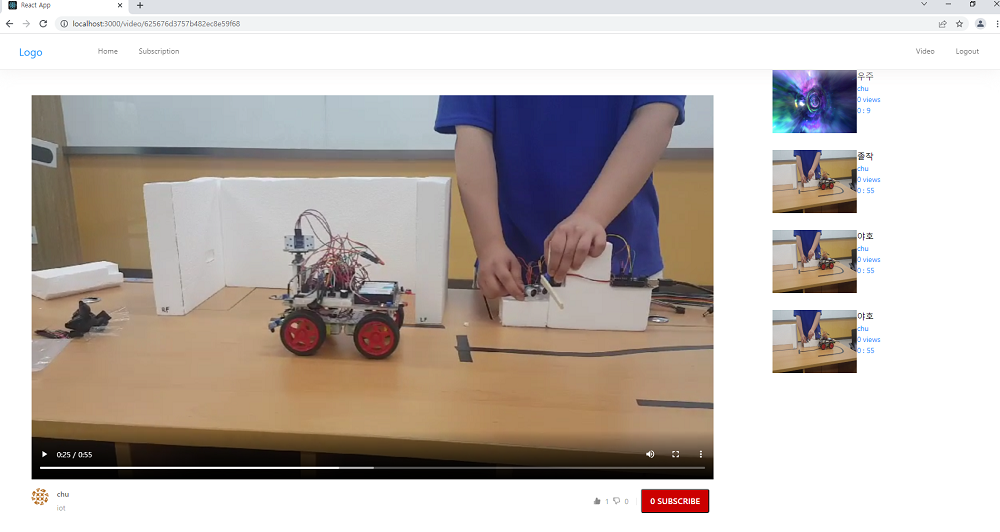 React App
localhost:3000/video/625676d3757b482ec8e59f68
Logo
Home
Subscription
Video
Logout
우주
chu
0 views
0 : 9
졸작
chu
0 views
0 : 55
야호
chu
0 views
0 : 55
야호
chu
0 views
0 : 55
RF
LF
0:25 / 0:55
chu
iot
1
0
0 SUBSCRIBE